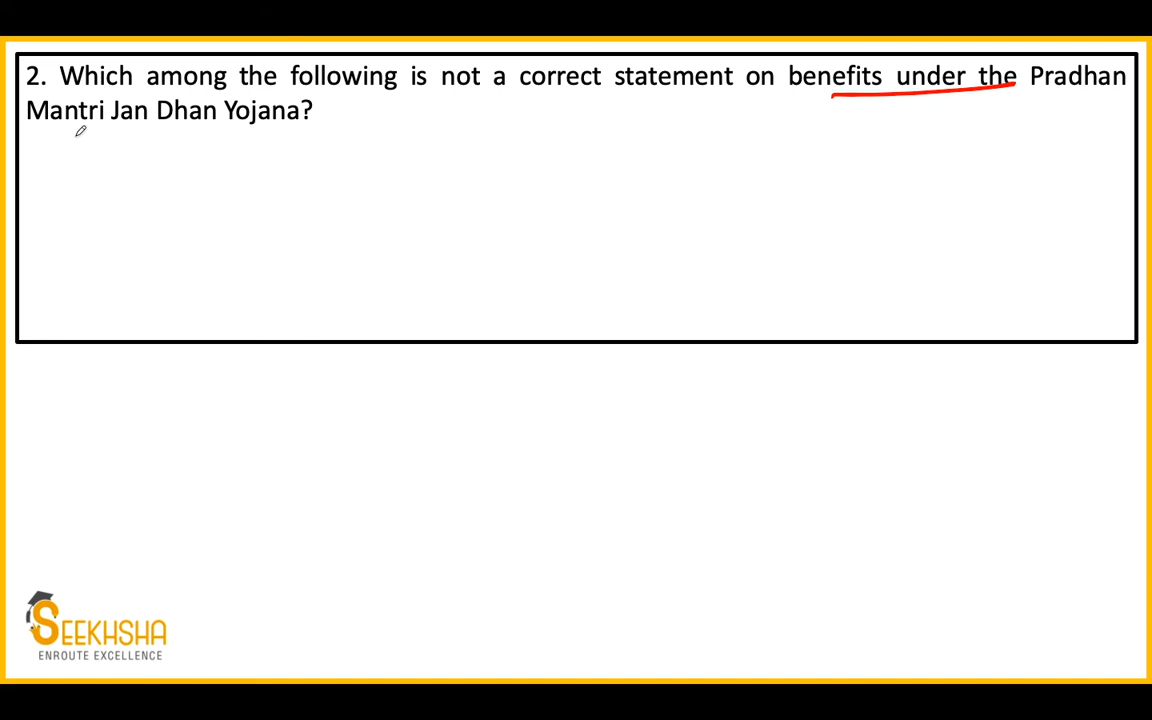 2. Which among the following is not a correct statement on benefits under the Pradhan
Mantri Jan Dhan Yojana?
SEEKHSHA
ENROUTE EXCELLENCE